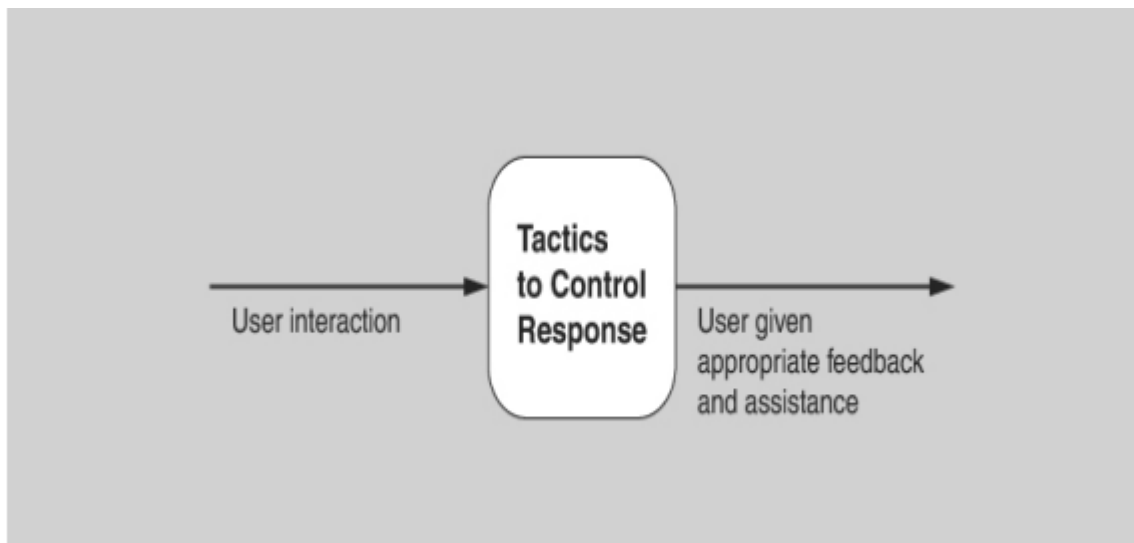 User interaction
Tactics
to Control
Response
User given
appropriate feedback
and assistance